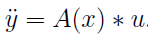 ÿ = A(x) * u.